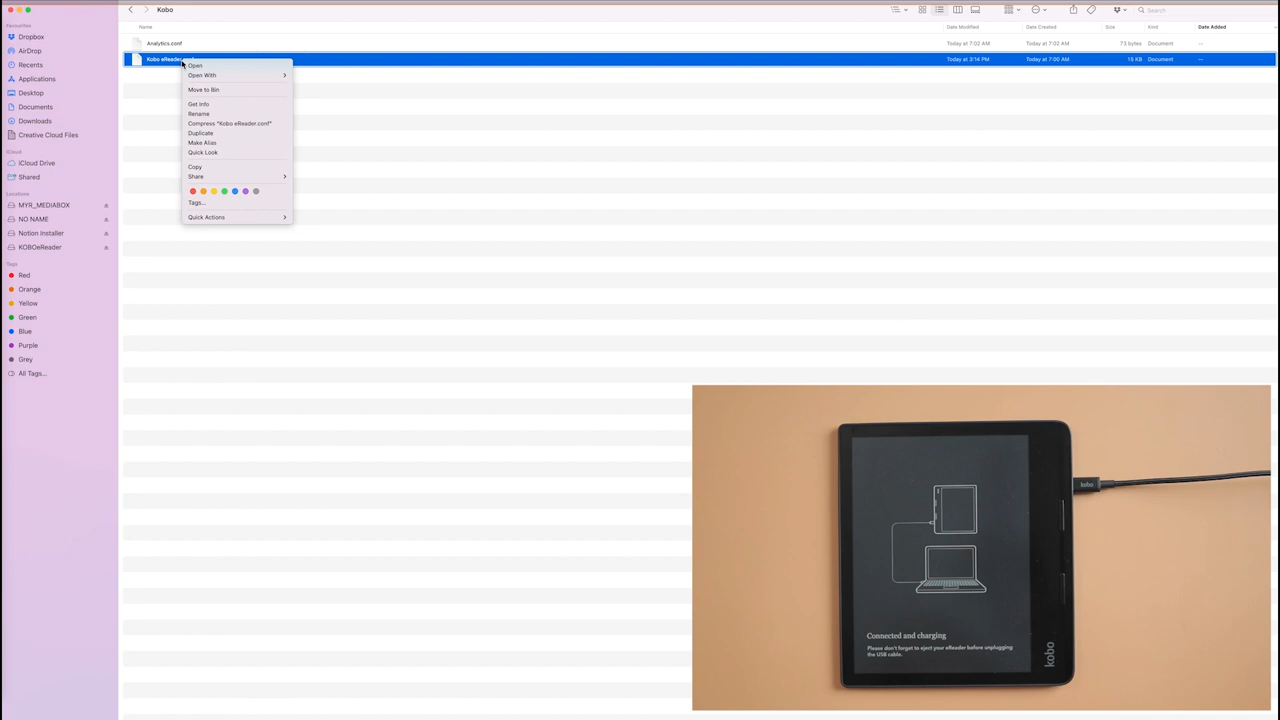 Kobo
Search
Favourites
Dropbox
AirDrop
Recents
Applications
Desktop
Documents
Downloads
Creative Cloud Files
iCloud
iCloud Drive
Shared
Locations
MYR_MEDIABOX
NO NAME
Notion Installer
KOBOeReader
Tags
Red
Orange
Yellow
Green
Blue
Purple
Grey
All Tags...
Name Date Modified Date Created Size Kind Date Added
Analytics.conf Today at 7:02 AM Today at 7:02 AM 73 bytes Document --
Kobo eReader Today at 3:14 PM Today at 7:00 AM 15 KB Document --
Open
Open With
Move to Bin
Get Info
Rename
Compress "Kobo eReader.conf"
Duplicate
Make Alias
Quick Look
Copy
Share
Tags...
Quick Actions
kobo
Connected and charging
Please don't forget to eject your eReader before unplugging
the USB cable.
kobo